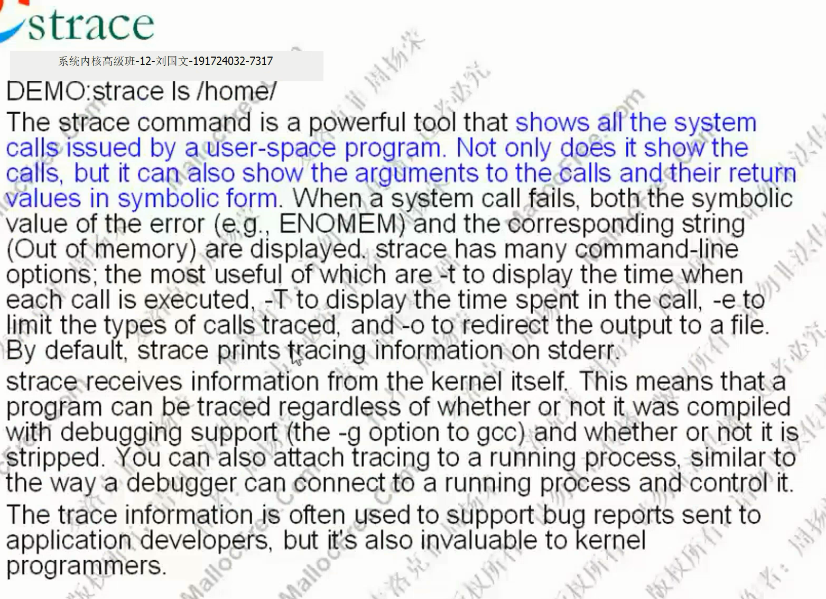 strace
系统内核高级班-12-刘国文-191724032-7317
DEMO:strace ls /home/
The strace command is a powerful tool that shows all the system
calls issued by a user-space program. Not only does it show the
calls, but it can also show the arguments to the calls and their return
values in symbolic form. When a system call fails, both the symbolic
value of the error (e.g., ENOMEM) and the corresponding string
(Out of memory) are displayed. strace has many command-line
options; the most useful of which are -t to display the time when
each call is executed, -T to display the time spent in the call, -e to
limit the types of calls traced, and -o to redirect the output to a file.
By default, strace prints tracing information on stderr.
strace receives information from the kernel itself. This means that a
program can be traced regardless of whether or not it was compiled
with debugging support (the -g option to gcc) and whether or not it is
stripped. You can also attach tracing to a running process, similar to
the way a debugger can connect to a running process and control it.
The trace information is often used to support bug reports sent to
application developers, but it's also invaluable to kernel
programmers.